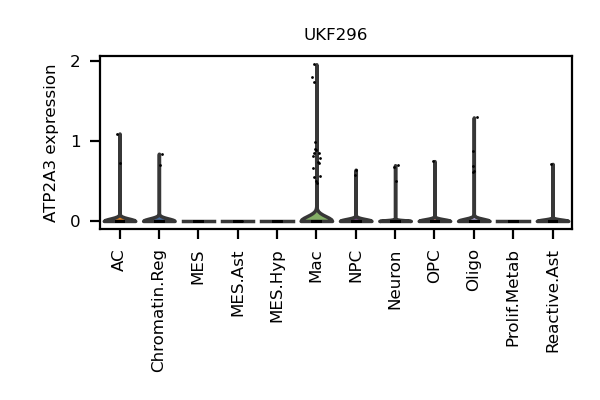 UKF296
ATP2A3 expression
2
1
0
AC
Chromatin.Reg
MES
MES.Ast
MES.Hyp
Mac
NPC
Neuron
OPC
Oligo
Prolif.Metab
Reactive.Ast